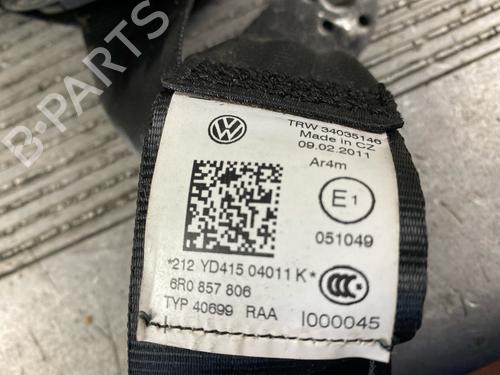 B-PARTS
TRW 34035146
Made in CZ
09.02.2011
Ar4m
E1
051049
*212 YD415 04011 K*
6R0 857 806
TYP 40699 RAA
I000045